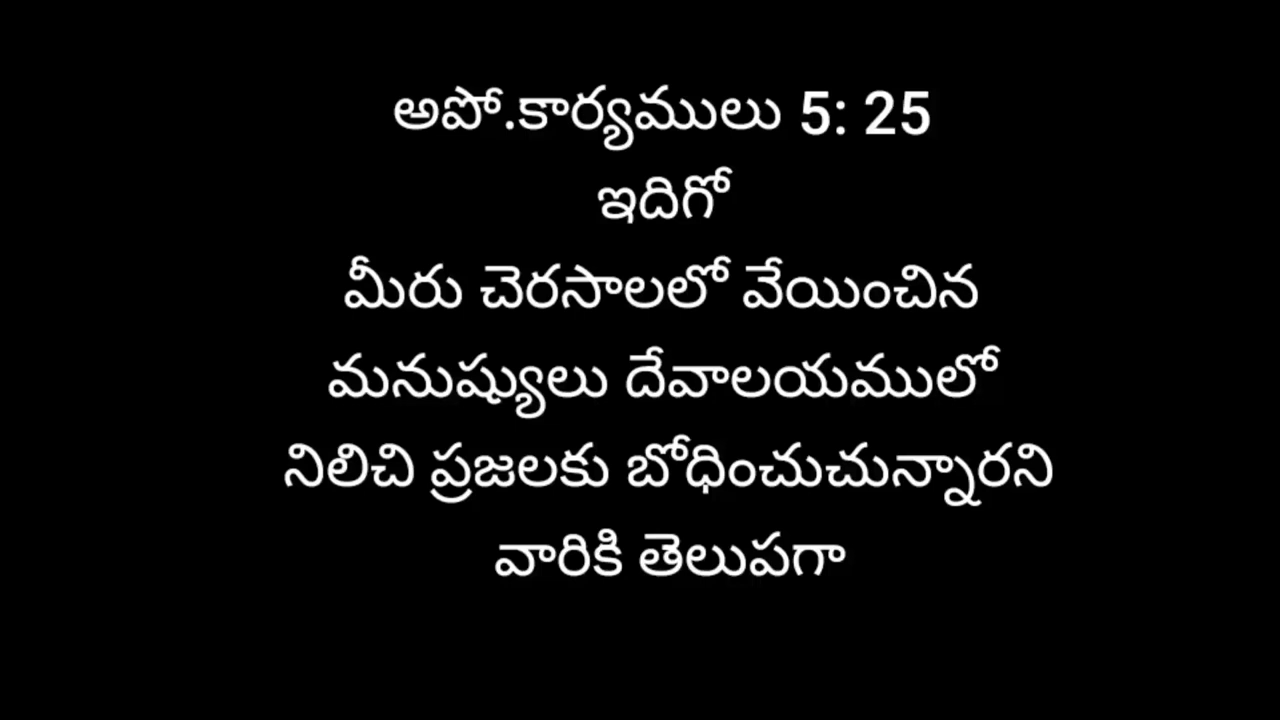 అపో.కార్యములు 5: 25
ఇదిగో
మీరు చెరసాలలో వేయించిన
మనుష్యులు దేవాలయములో
నిలిచి ప్రజలకు బోధించుచున్నారని
వారికి తెలుపగా